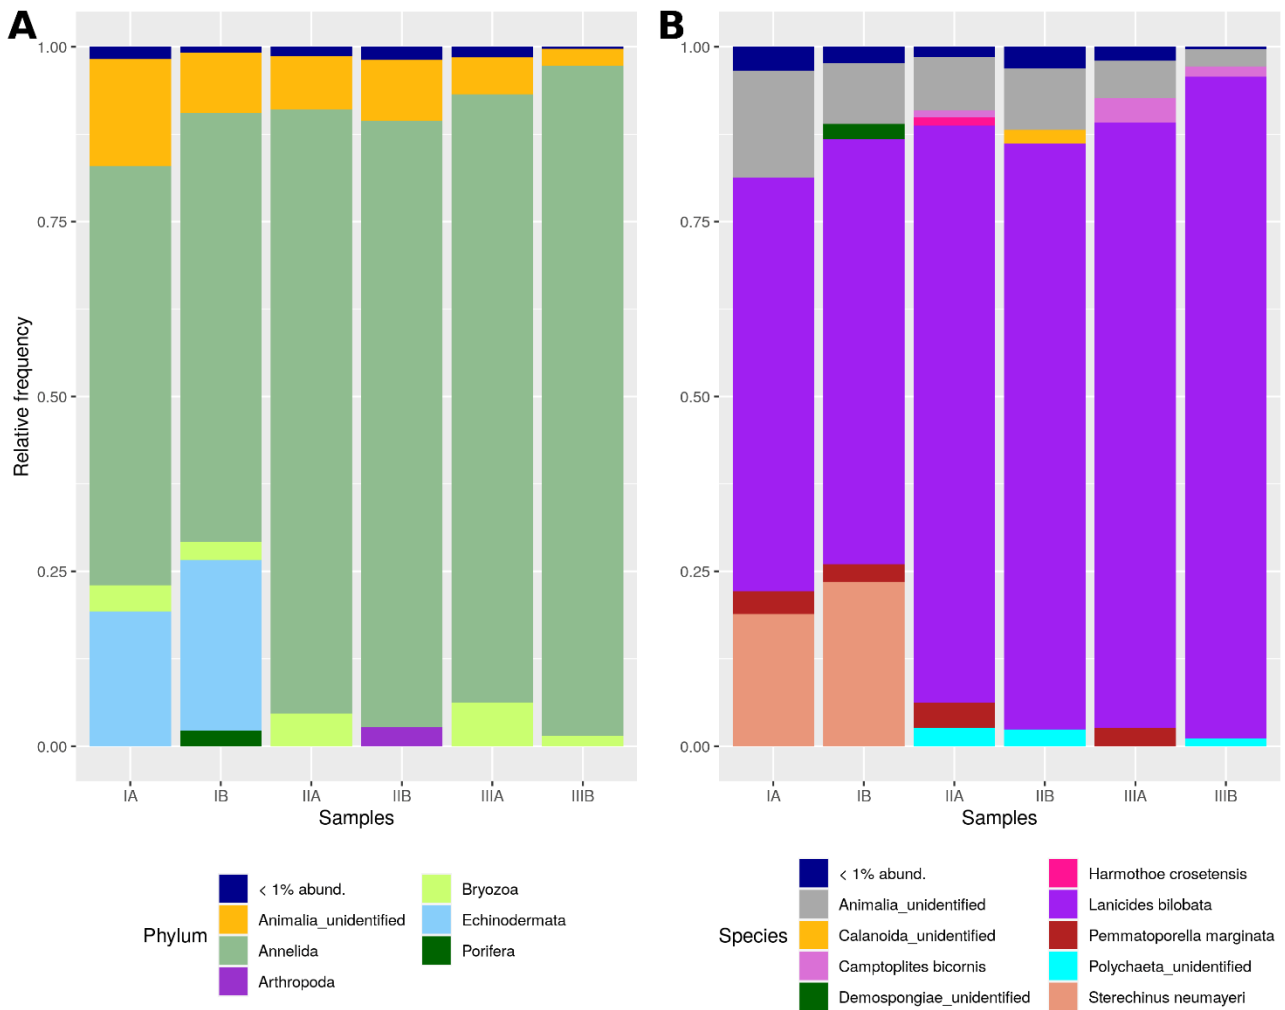 A
B
1.00
0.75
0.50
0.25
0.00
Relative frequency
IA IB IIA IIB IIIA IIIB
Samples
1.00
0.75
0.50
0.25
0.00
IA IB IIA IIB IIIA IIIB
Samples
Phylum
< 1% abund.
Animalia_unidentified
Annelida
Arthropoda
Bryozoa
Echinodermata
Porifera
Species
< 1% abund.
Animalia_unidentified
Calanoida_unidentified
Camptoplites bicornis
Demospongiae_unidentified
Harmothoe crosetensis
Lanicides bilobata
Pemmatoporella marginata
Polychaeta_unidentified
Sterechinus neumayeri